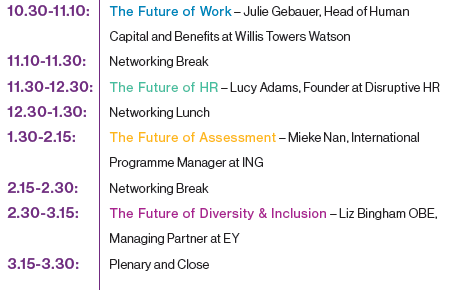 10.30-11.10: The Future of Work – Julie Gebauer, Head of Human
Capital and Benefits at Willis Towers Watson
11.10-11.30: Networking Break
11.30-12.30: The Future of HR – Lucy Adams, Founder at Disruptive HR
12.30-1.30: Networking Lunch
1.30-2.15: The Future of Assessment – Mieke Nan, International
Programme Manager at ING
2.15-2.30: Networking Break
2.30-3.15: The Future of Diversity & Inclusion – Liz Bingham OBE,
Managing Partner at EY
3.15-3.30: Plenary and Close